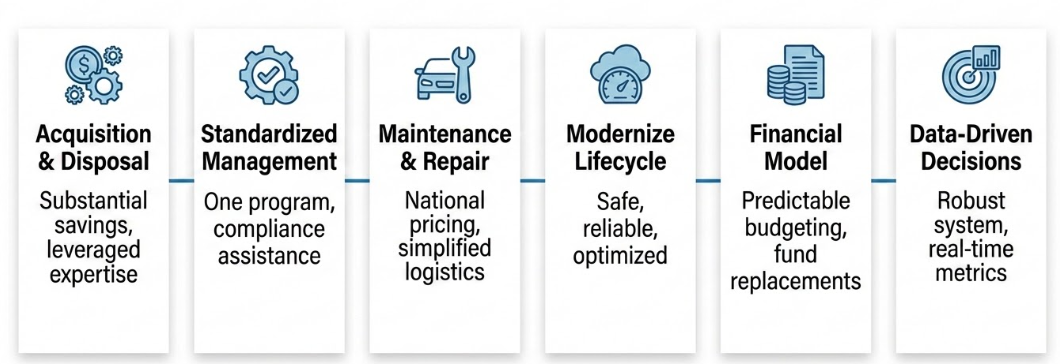 Acquisition
& Disposal
Substantial
savings,
leveraged
expertise
Standardized
Management
One program,
compliance
assistance
Maintenance
& Repair
National
pricing,
simplified
logistics
Modernize
Lifecycle
Safe,
reliable,
optimized
Financial
Model
Predictable
budgeting,
fund
replacements
Data-Driven
Decisions
Robust
system,
real-time
metrics